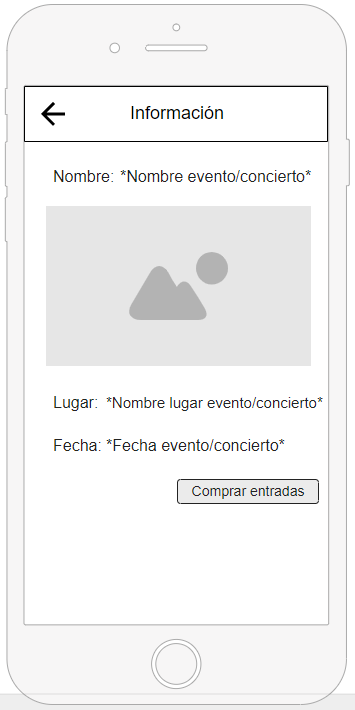 Información
Nombre: *Nombre evento/concierto*
Lugar: *Nombre lugar evento/concierto*
Fecha: *Fecha evento/concierto*
Comprar entradas